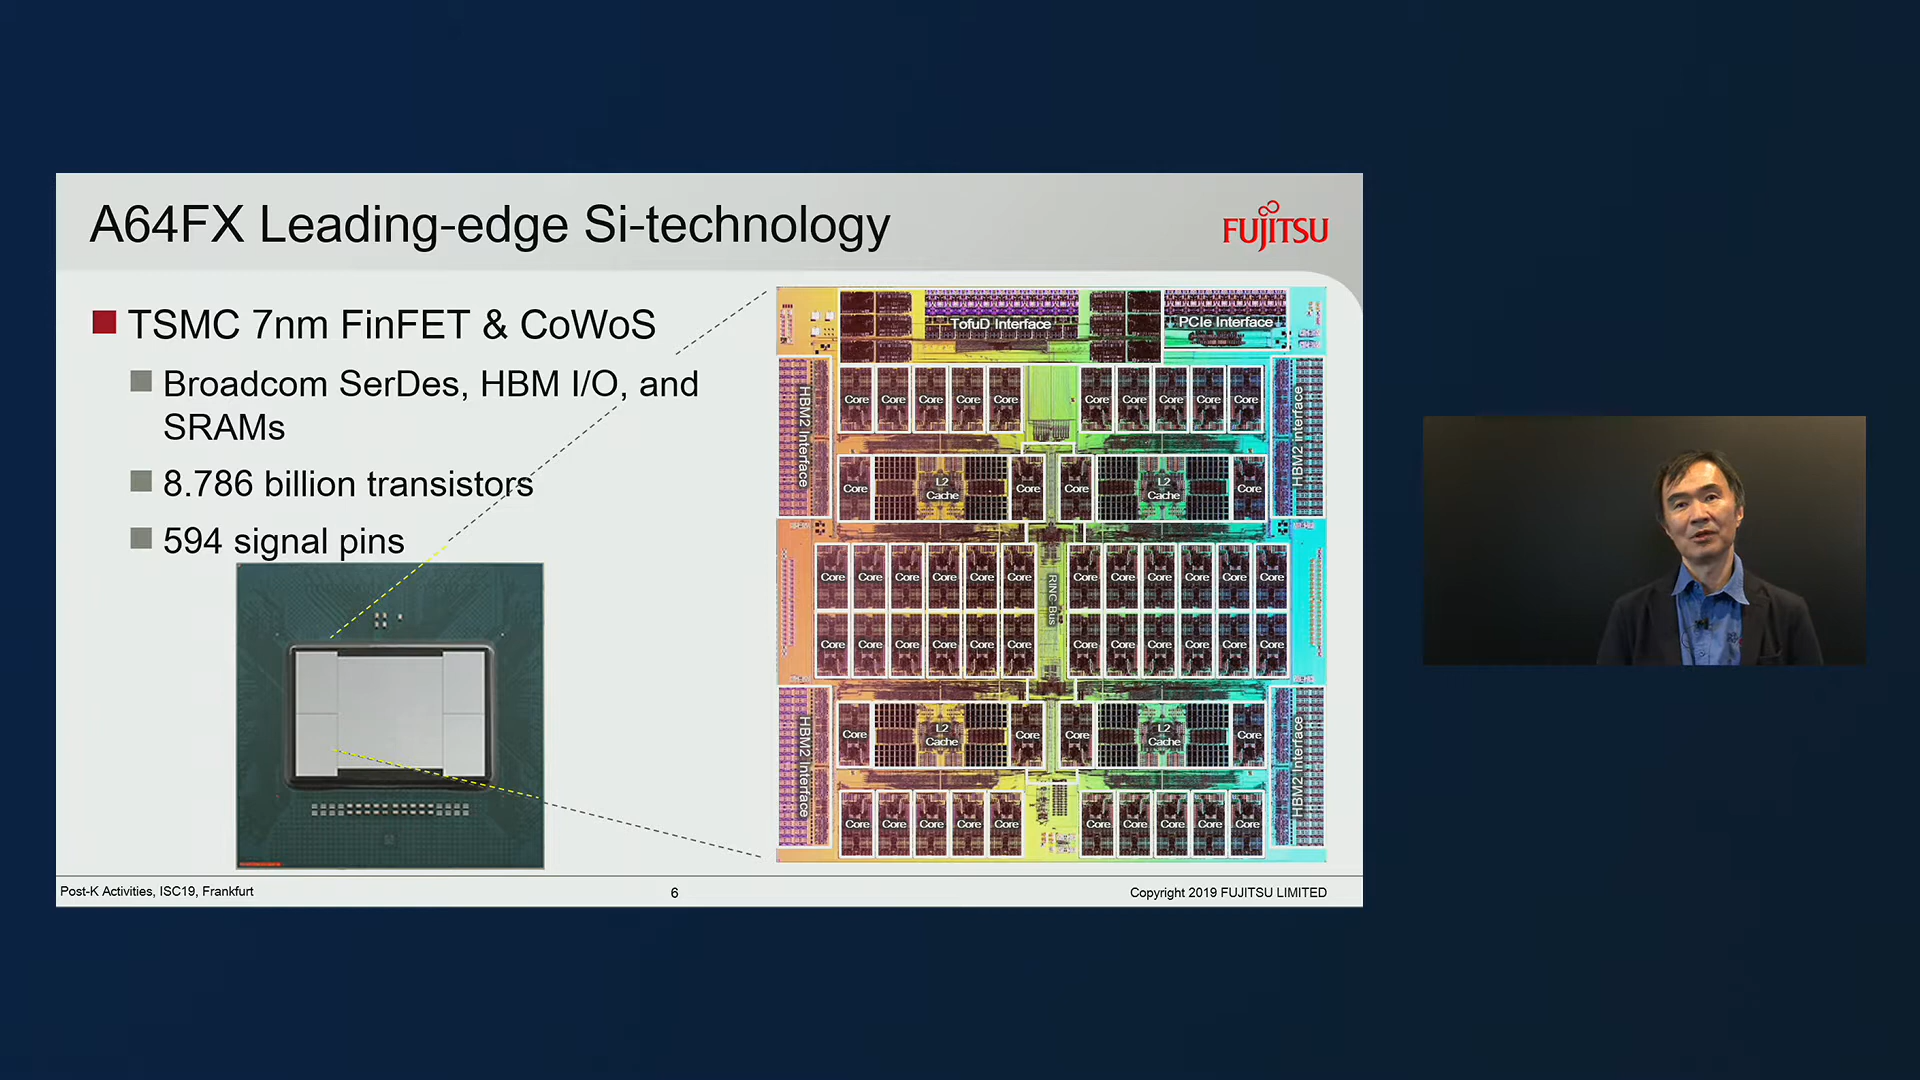 A64FX Leading-edge Si-technology
FUJITSU
TSMC 7nm FinFET & CoWoS
Broadcom SerDes, HBM I/O, and
SRAMs
8.786 billion transistors
594 signal pins
TofuD Interface
PCIe Interface
HBM2 Interface
HBM2 Interface
Core Core Core Core Core
Core Core Core Core Core
Core
L2
Cache
Core
Core
L2
Cache
Core
Core Core Core Core Core Core
Core Core Core Core Core Core
RING-Bus
Core Core Core Core Core Core
Core Core Core Core Core Core
HBM2 Interface
HBM2 Interface
Core
L2
Cache
Core
Core
L2
Cache
Core
Core Core Core Core Core
Core Core Core Core Core
Post-K Activities, ISC19, Frankfurt
6
Copyright 2019 FUJITSU LIMITED